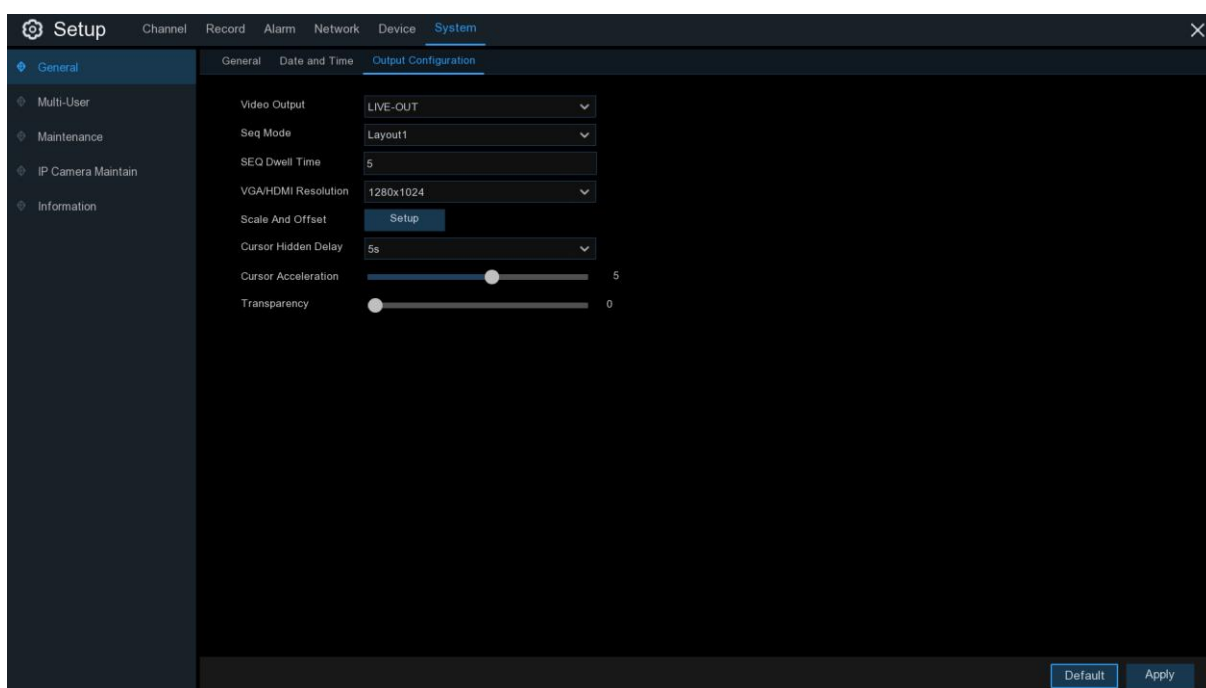 Setup Channel Record Alarm Network Device System
General General Date and Time Output Configuration
Multi-User
Maintenance
IP Camera Maintain
Information
Video Output LIVE-OUT
Seq Mode Layout1
SEQ Dwell Time 5
VGA/HDMI Resolution 1280x1024
Scale And Offset Setup
Cursor Hidden Delay 5s
Cursor Acceleration 5
Transparency 0
Default Apply